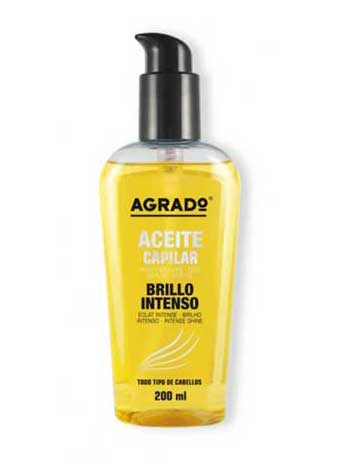 AGRADO®
ACEITE
CAPILAR
BRILLO
INTENSO
ÉCLAT INTENSE - BRILHO
INTENSO - INTENSE SHINE
TODO TIPO DE CABELLOS
200 ml